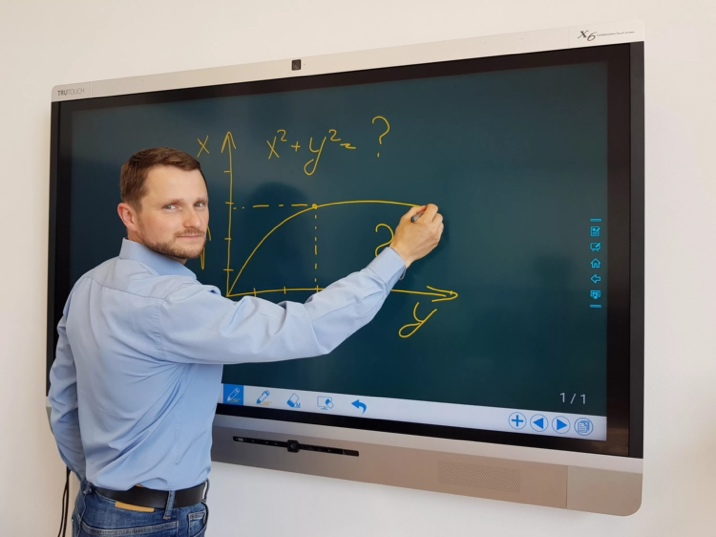 X6
TRUTOUCH
x x²+y²= ?
y
1/1